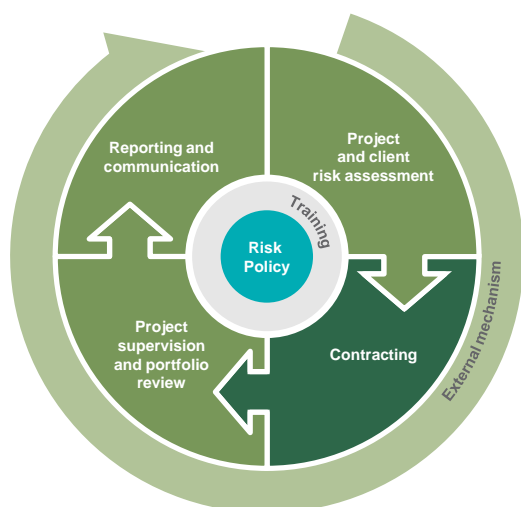 Reporting and
communication
Project
and client
risk assessment
Training
Risk
Policy
Project
supervision
and portfolio
review
Contracting
External mechanism